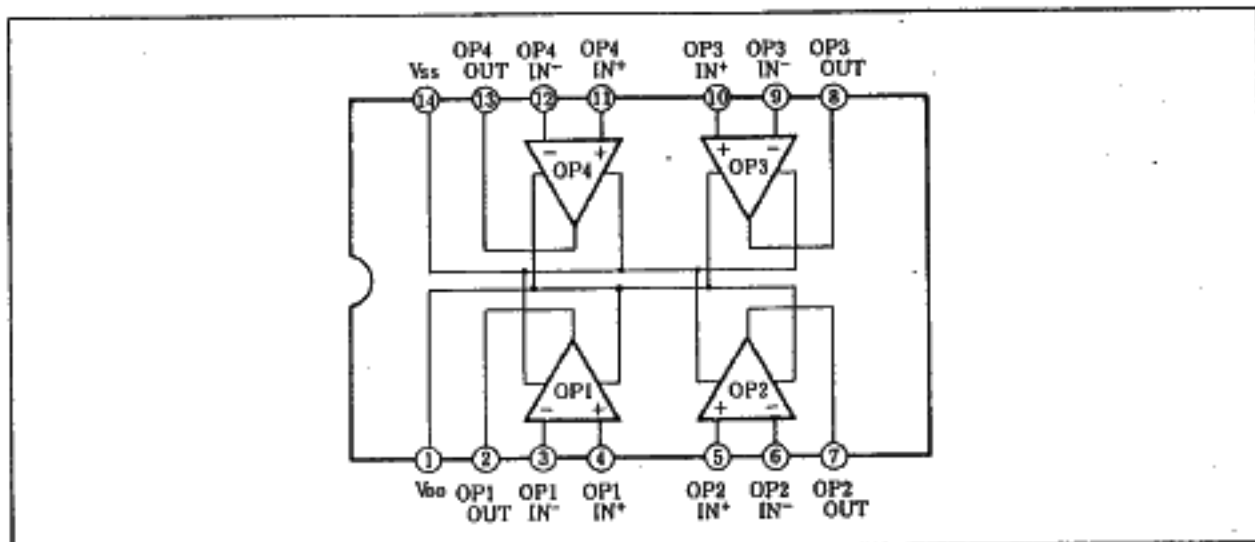 OP4 OP4 OP4 OP3 OP3 OP3
Vss OUT IN⁻ IN⁺ IN⁺ IN⁻ OUT
⑭ ⑬ ⑫ ⑪ ⑩ ⑨ ⑧
− + + −
OP4 OP3
OP1 OP2
− + + −
① ② ③ ④ ⑤ ⑥ ⑦
OP1 OP1 OP1 OP2 OP2 OP2
OUT IN⁻ IN⁺ IN⁺ IN⁻ OUT